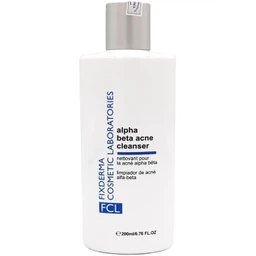 alpha
beta acne
cleanser
nettoyant pour
le acné alpha bêta
limpiador de acné
alfa-beta
FIXDERMA
COSMETIC LABORATORIES
FCL
℮200ml/6.76 FL.OZ